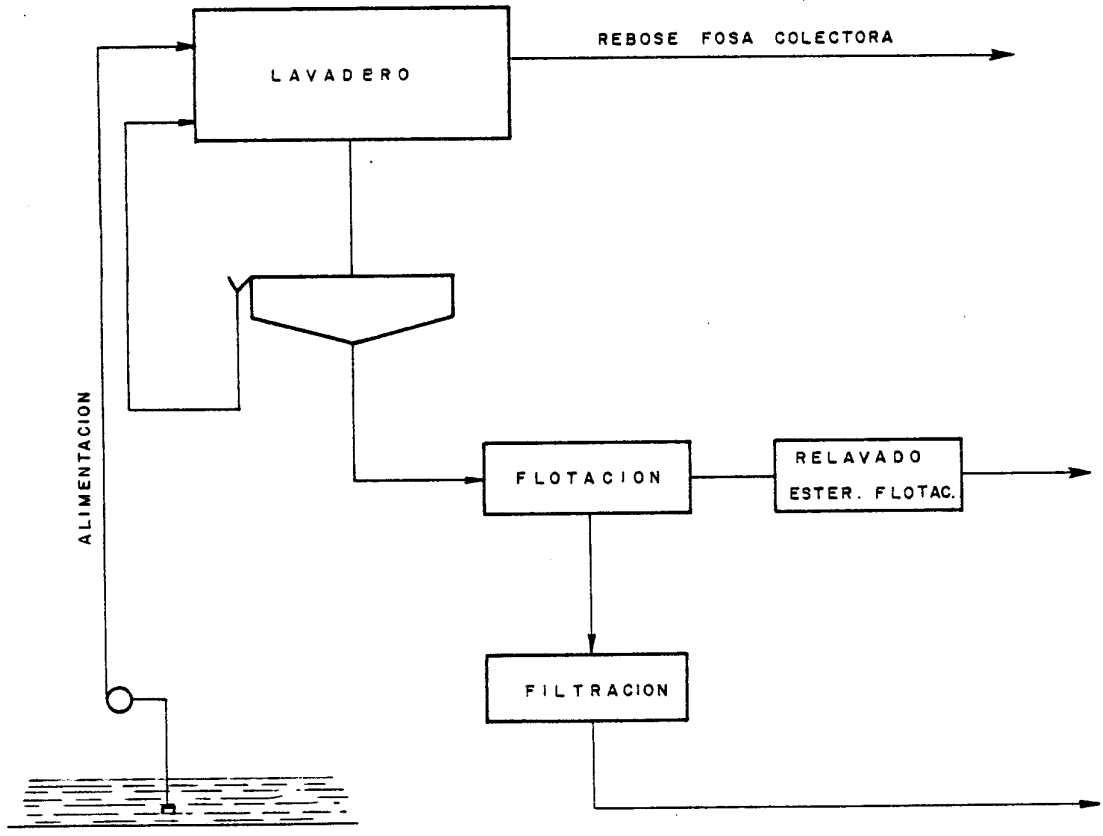 REBOSE FOSA COLECTORA
LAVADERO
ALIMENTACION
FLOTACION
RELAVADO
ESTER. FLOTAC.
FILTRACION